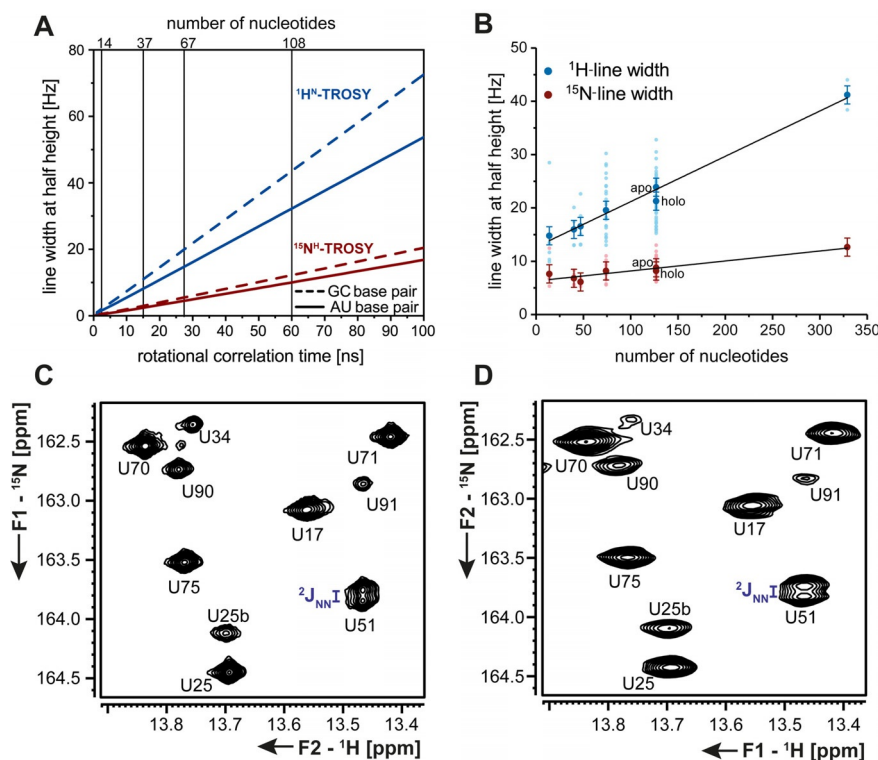 A
number of nucleotides
14 37 67 108
80
60
40
20
0
line width at half height [Hz]
¹Hᴺ-TROSY
¹⁵Nᴴ-TROSY
GC base pair
AU base pair
0 10 20 30 40 50 60 70 80 90 100
rotational correlation time [ns]
B
50
40
30
20
10
0
line width at half height [Hz]
¹H-line width
¹⁵N-line width
apo
holo
apo
holo
0 50 100 150 200 250 300 350
number of nucleotides
C
162.5
163.0
163.5
164.0
164.5
F1 - ¹⁵N [ppm]
U34
U70
U71
U90
U91
U17
U75
²J_NN I
U51
U25b
U25
13.8 13.7 13.6 13.5 13.4
F2 - ¹H [ppm]
D
162.5
163.0
163.5
164.0
164.5
F2 - ¹⁵N [ppm]
U34
U70
U71
U90
U91
U17
U75
²J_NN I
U51
U25b
U25
13.8 13.7 13.6 13.5 13.4
F1 - ¹H [ppm]